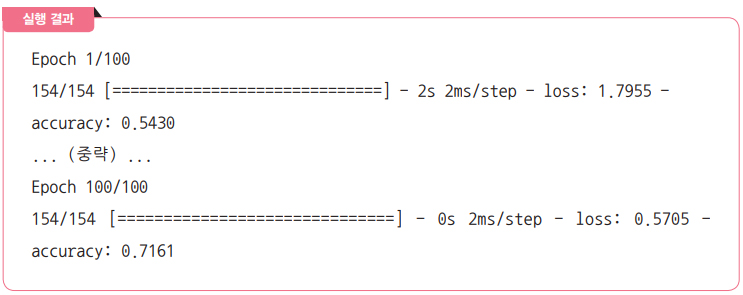 실행 결과
Epoch 1/100
154/154 [==============================] - 2s 2ms/step - loss: 1.7955 -
accuracy: 0.5430
... (중략) ...
Epoch 100/100
154/154 [==============================] - 0s 2ms/step - loss: 0.5705 -
accuracy: 0.7161